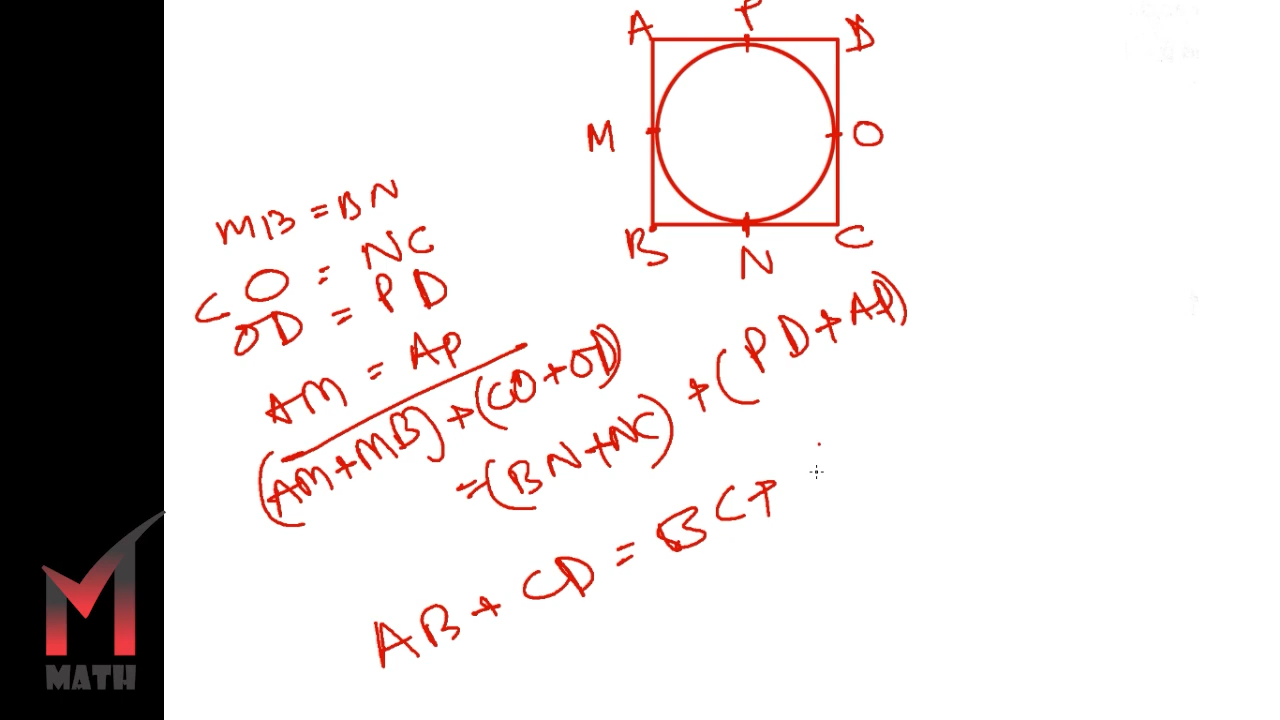 A P D
M O
B N C
MB = BN
CO = NC
OD = PD
AM = AP
(AM+MB) + (CO+OD)
= (BN+NC) + (PD+AP)
AB + CD = BC +
MATH